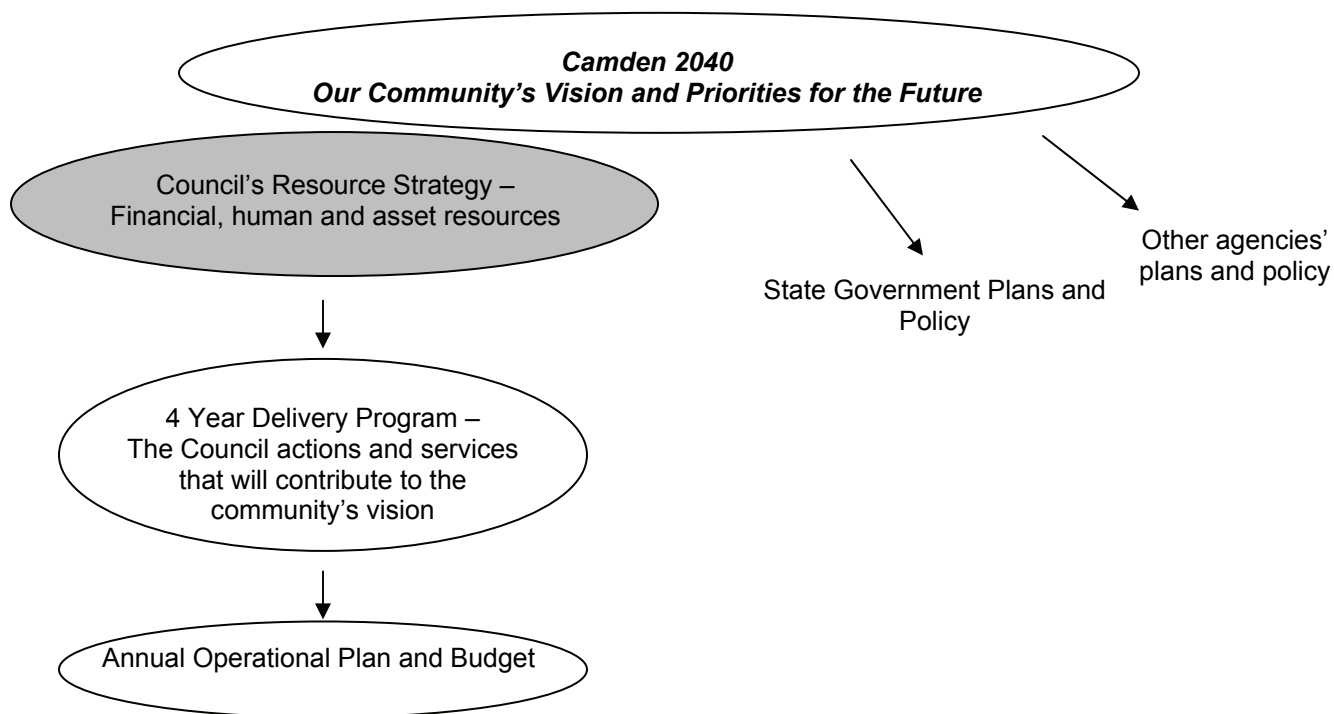 Camden 2040
Our Community’s Vision and Priorities for the Future
Council’s Resource Strategy –
Financial, human and asset resources
State Government Plans and
Policy
Other agencies’
plans and policy
4 Year Delivery Program –
The Council actions and services
that will contribute to the
community’s vision
Annual Operational Plan and Budget